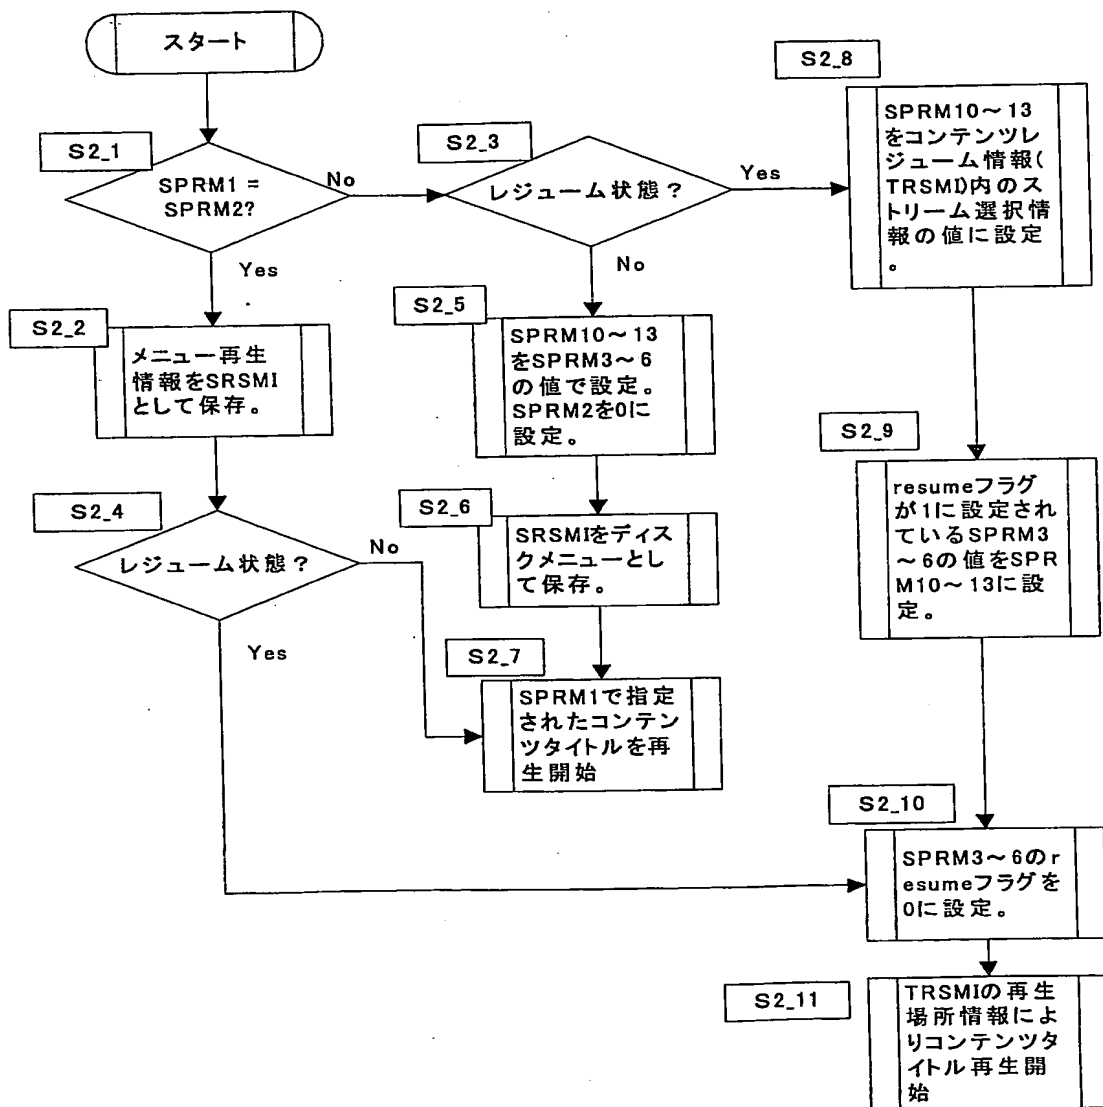 スタート
S2_1
SPRM1 =
SPRM2?
No
Yes
S2_3
レジューム状態？
Yes
No
S2_8
SPRM10～13
をコンテンツレ
ジューム情報(
TRSMI)内のス
トリーム選択情
報の値に設定
。
S2_2
メニュー再生
情報をSRSMI
として保存。
S2_5
SPRM10～13
をSPRM3～6
の値で設定。
SPRM2を0に
設定。
S2_9
resumeフラグ
が1に設定され
ているSPRM3
～6の値をSPR
M10～13に設
定。
S2_4
レジューム状態？
No
Yes
S2_6
SRSMIをディス
クメニューとし
て保存。
S2_7
SPRM1で指定
されたコンテン
ツタイトルを再
生開始
S2_10
SPRM3～6のr
esumeフラグを
0に設定。
S2_11
TRSMIの再生
場所情報によ
りコンテンツタ
イトル再生開
始